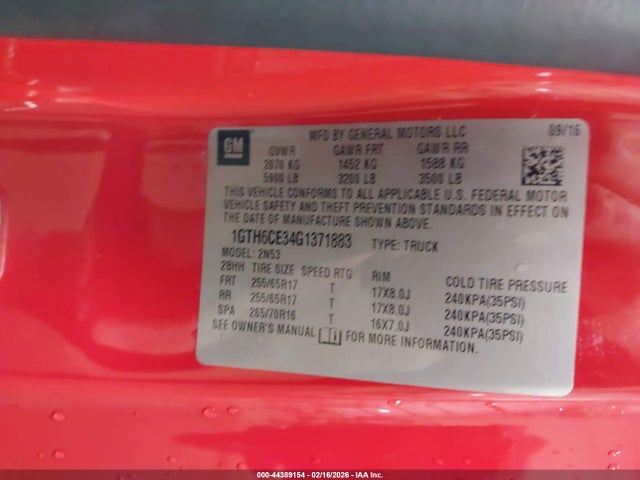 GM
MFD BY GENERAL MOTORS LLC 09/16
GVWR GAWR FRT GAWR RR
2676 KG 1452 KG 1588 KG
5900 LB 3200 LB 3500 LB
THIS VEHICLE CONFORMS TO ALL APPLICABLE U.S. FEDERAL MOTOR
VEHICLE SAFETY AND THEFT PREVENTION STANDARDS IN EFFECT ON
THE DATE OF MANUFACTURE SHOWN ABOVE.
1GTH6CE34G1371883 TYPE: TRUCK
MODEL: 2N53
28HH TIRE SIZE SPEED RTG RIM COLD TIRE PRESSURE
FRT 255/65R17 T 17X8.0J 240KPA(35PSI)
RR 255/65R17 T 17X8.0J 240KPA(35PSI)
SPA 265/70R16 T 16X7.0J 240KPA(35PSI)
SEE OWNER'S MANUAL FOR MORE INFORMATION.
000-44389154 - 02/16/2026 - IAA Inc.